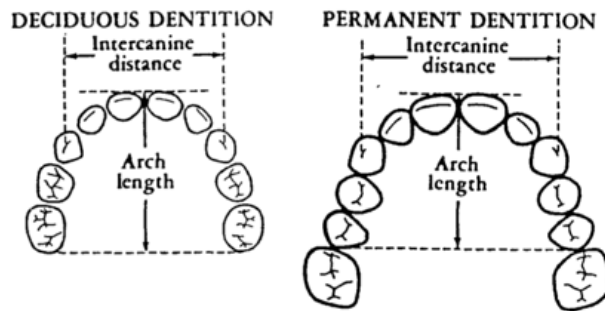 DECIDUOUS DENTITION
Intercanine
distance
Arch
length
PERMANENT DENTITION
Intercanine
distance
Arch
length